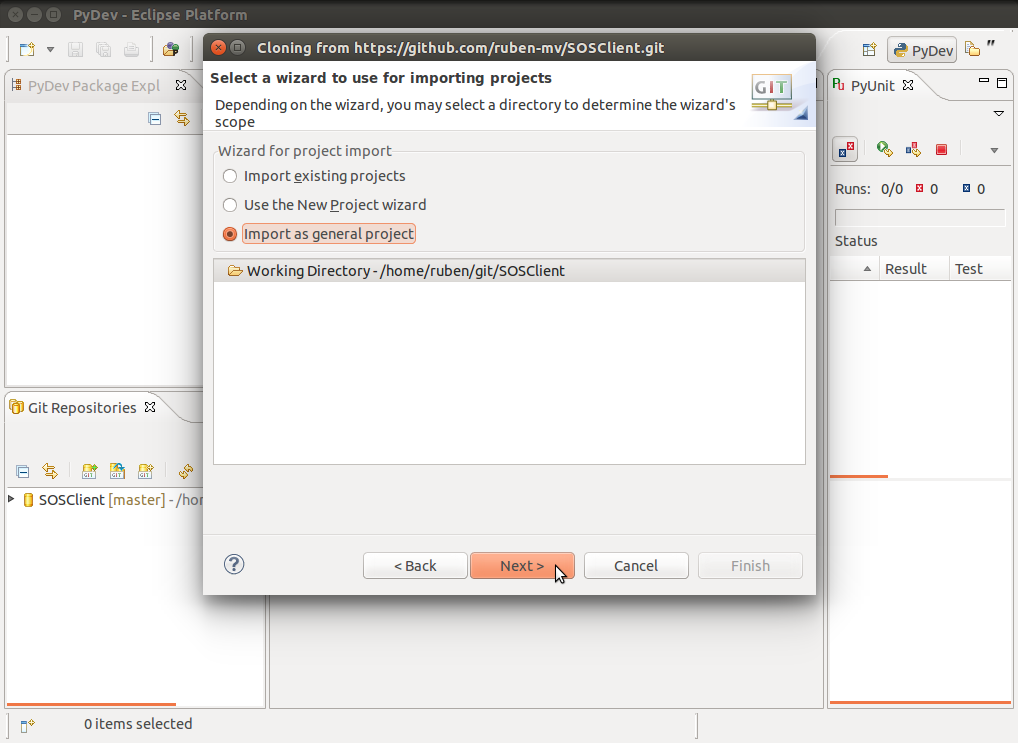 PyDev - Eclipse Platform
Cloning from https://github.com/ruben-mv/SOSClient.git
Select a wizard to use for importing projects
Depending on the wizard, you may select a directory to determine the wizard's
scope
GIT
Wizard for project import
Import existing projects
Use the New Project wizard
Import as general project
Working Directory - /home/ruben/git/SOSClient
< Back
Next >
Cancel
Finish
PyDev Package Expl
Git Repositories
GIT
GIT
GIT
SOSClient [master] - /hor
PyDev
"
PyUnit
Runs: 0/0 0 0
Status
Result Test
0 items selected